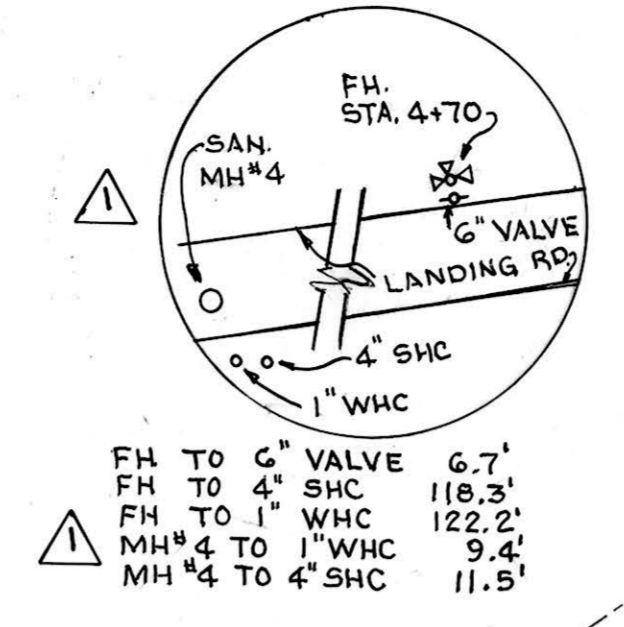 FH.
STA. 4+70
SAN.
MH#4
1
6" VALVE
LANDING RD.
4" SHC
1" WHC
FH TO 6" VALVE 6.7'
FH TO 4" SHC 118.3'
FH TO 1" WHC 122.2'
1
MH#4 TO 1" WHC 9.4'
MH#4 TO 4" SHC 11.5'